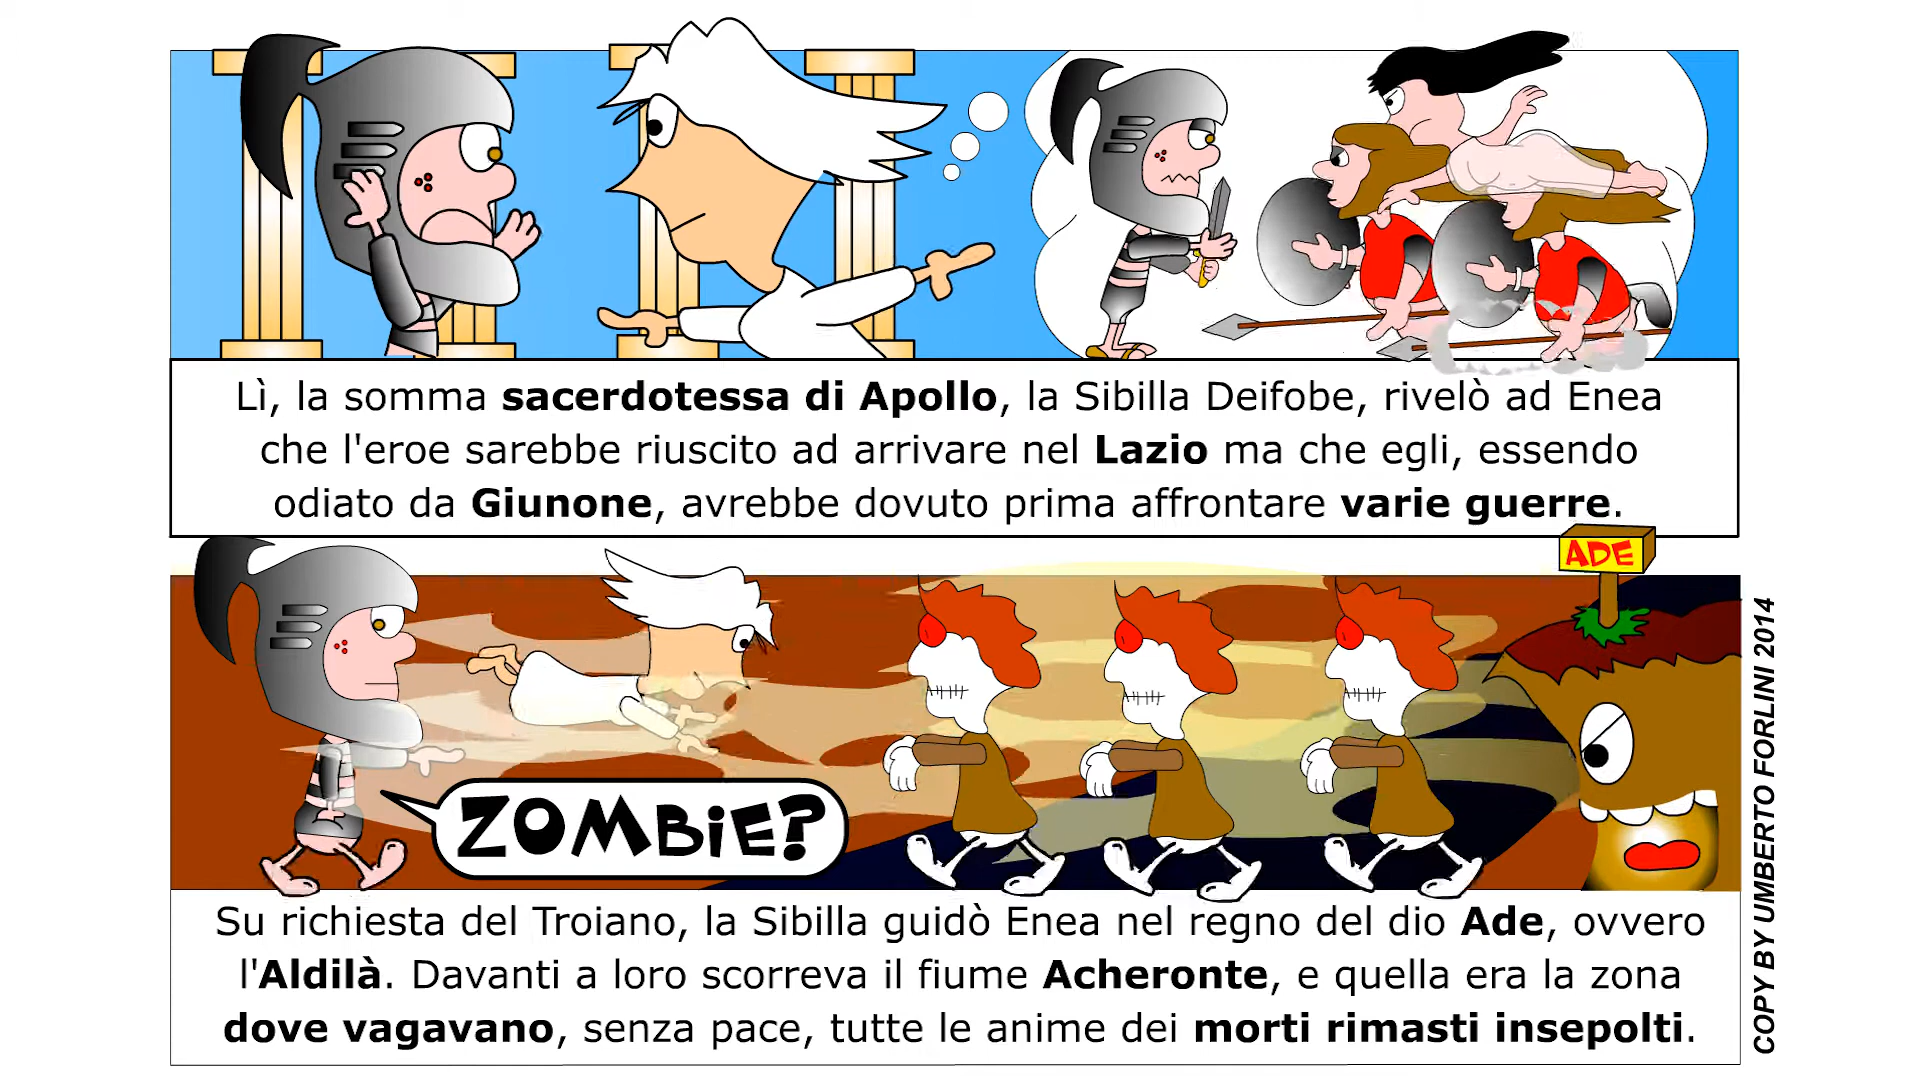 Lì, la somma sacerdotessa di Apollo, la Sibilla Deifobe, rivelò ad Enea
che l'eroe sarebbe riuscito ad arrivare nel Lazio ma che egli, essendo
odiato da Giunone, avrebbe dovuto prima affrontare varie guerre.
ADE
ZOMBiE?
Su richiesta del Troiano, la Sibilla guidò Enea nel regno del dio Ade, ovvero
l'Aldilà. Davanti a loro scorreva il fiume Acheronte, e quella era la zona
dove vagavano, senza pace, tutte le anime dei morti rimasti insepolti.
COPY BY UMBERTO FORLINI 2014